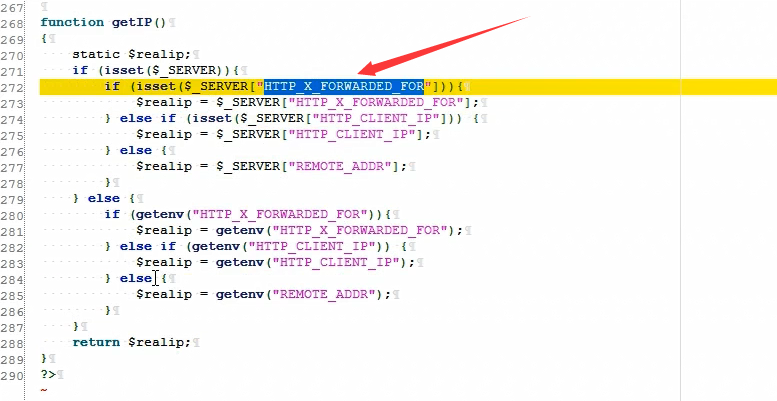 267 ¶
268 function getIP()¶
269 {¶
270 static $realip;¶
271 if (isset($_SERVER)){¶
272 if (isset($_SERVER["HTTP_X_FORWARDED_FOR"])){¶
273 $realip = $_SERVER["HTTP_X_FORWARDED_FOR"];¶
274 } else if (isset($_SERVER["HTTP_CLIENT_IP"])) {¶
275 $realip = $_SERVER["HTTP_CLIENT_IP"];¶
276 } else {¶
277 $realip = $_SERVER["REMOTE_ADDR"];¶
278 }¶
279 } else {¶
280 if (getenv("HTTP_X_FORWARDED_FOR")){¶
281 $realip = getenv("HTTP_X_FORWARDED_FOR");¶
282 } else if (getenv("HTTP_CLIENT_IP")) {¶
283 $realip = getenv("HTTP_CLIENT_IP");¶
284 } else {¶
285 $realip = getenv("REMOTE_ADDR");¶
286 }¶
287 }¶
288 return $realip;¶
289 }¶
290 ?>¶
~